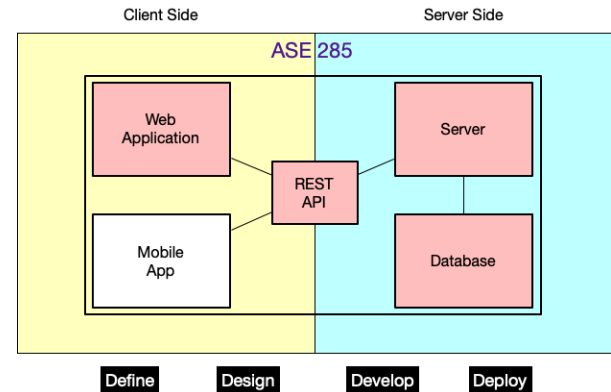 Client Side
Server Side
ASE 285
Web
Application
Server
REST
API
Mobile
App
Database
Define
Design
Develop
Deploy